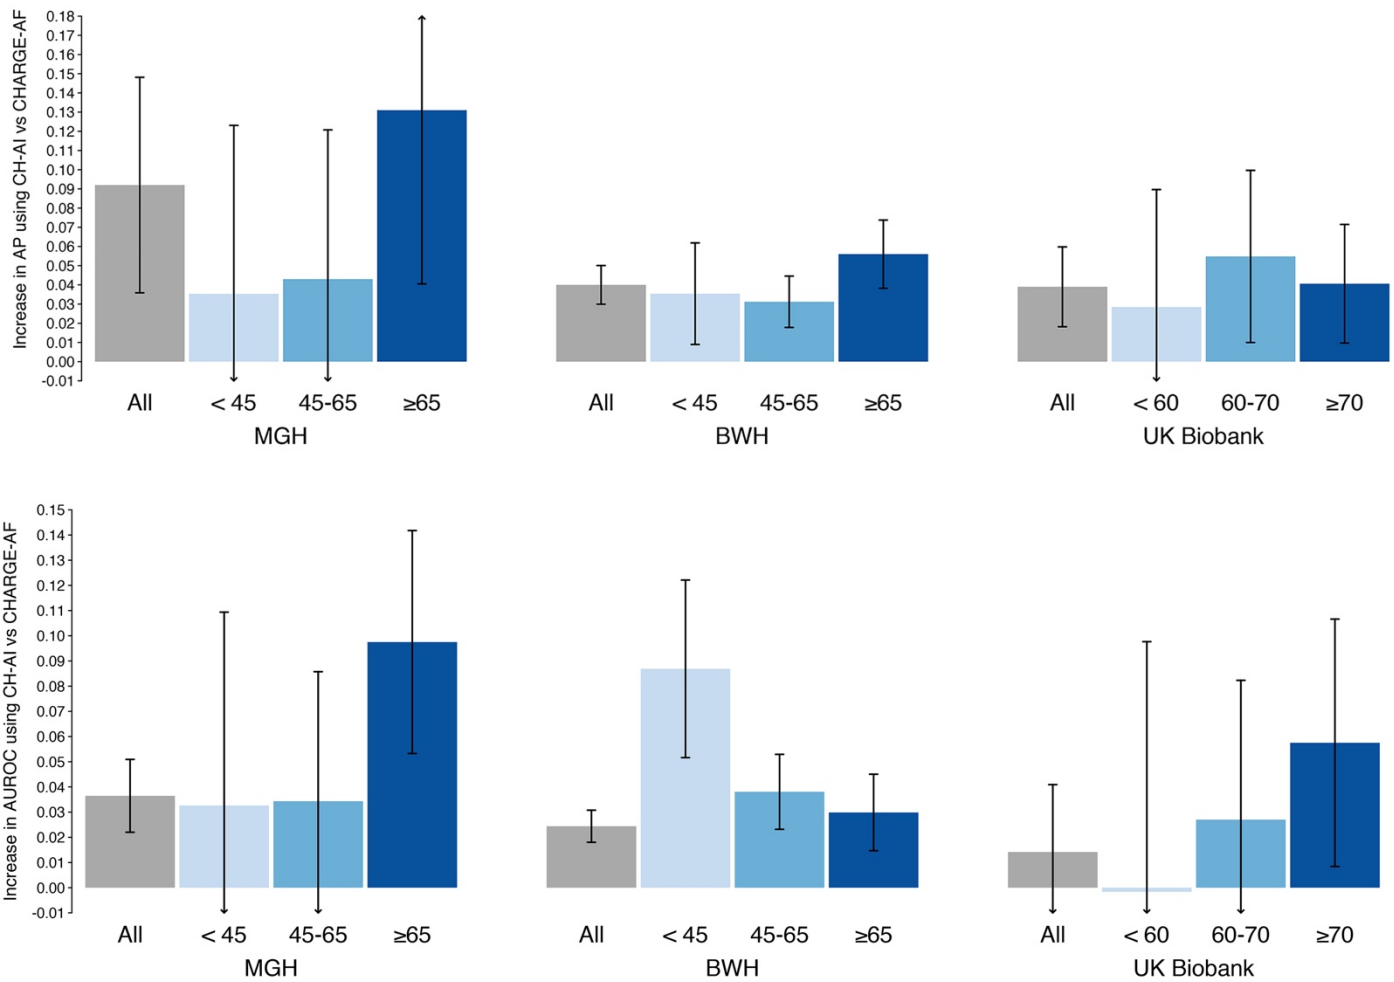 Increase in AP using CH-AI vs CHARGE-AF
0.18
0.17
0.16
0.15
0.14
0.13
0.12
0.11
0.10
0.09
0.08
0.07
0.06
0.05
0.04
0.03
0.02
0.01
0.00
-0.01
All < 45 45-65 ≥65
MGH
All < 45 45-65 ≥65
BWH
All < 60 60-70 ≥70
UK Biobank
Increase in AUROC using CH-AI vs CHARGE-AF
0.15
0.14
0.13
0.12
0.11
0.10
0.09
0.08
0.07
0.06
0.05
0.04
0.03
0.02
0.01
0.00
-0.01
All < 45 45-65 ≥65
MGH
All < 45 45-65 ≥65
BWH
All < 60 60-70 ≥70
UK Biobank